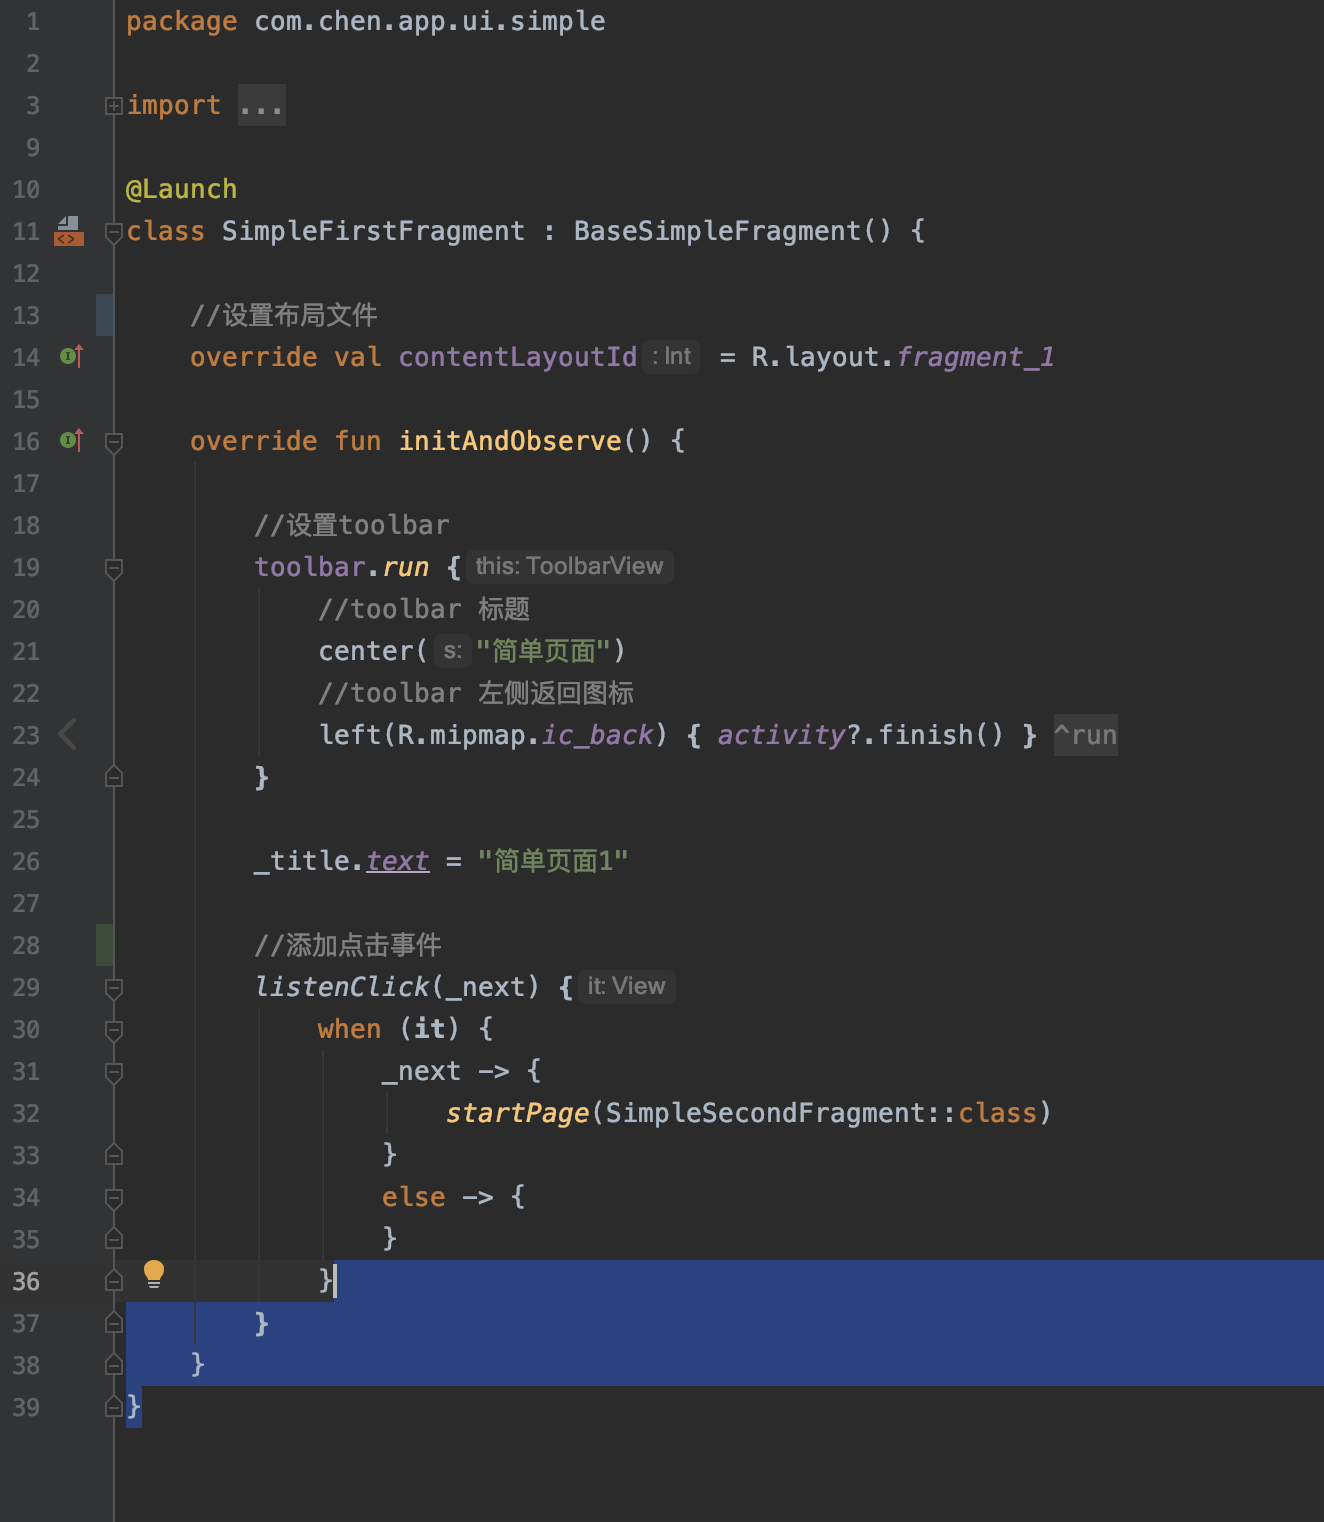 1 package com.chen.app.ui.simple
2
3 import ...
9
10 @Launch
11 class SimpleFirstFragment : BaseSimpleFragment() {
12
13 //设置布局文件
14 override val contentLayoutId : Int = R.layout.fragment_1
15
16 override fun initAndObserve() {
17
18 //设置toolbar
19 toolbar.run { this: ToolbarView
20 //toolbar 标题
21 center( s: "简单页面")
22 //toolbar 左侧返回图标
23 left(R.mipmap.ic_back) { activity?.finish() } ^run
24 }
25
26 _title.text = "简单页面1"
27
28 //添加点击事件
29 listenClick(_next) { it: View
30 when (it) {
31 _next -> {
32 startPage(SimpleSecondFragment::class)
33 }
34 else -> {
35 }
36 }
37 }
38 }
39 }